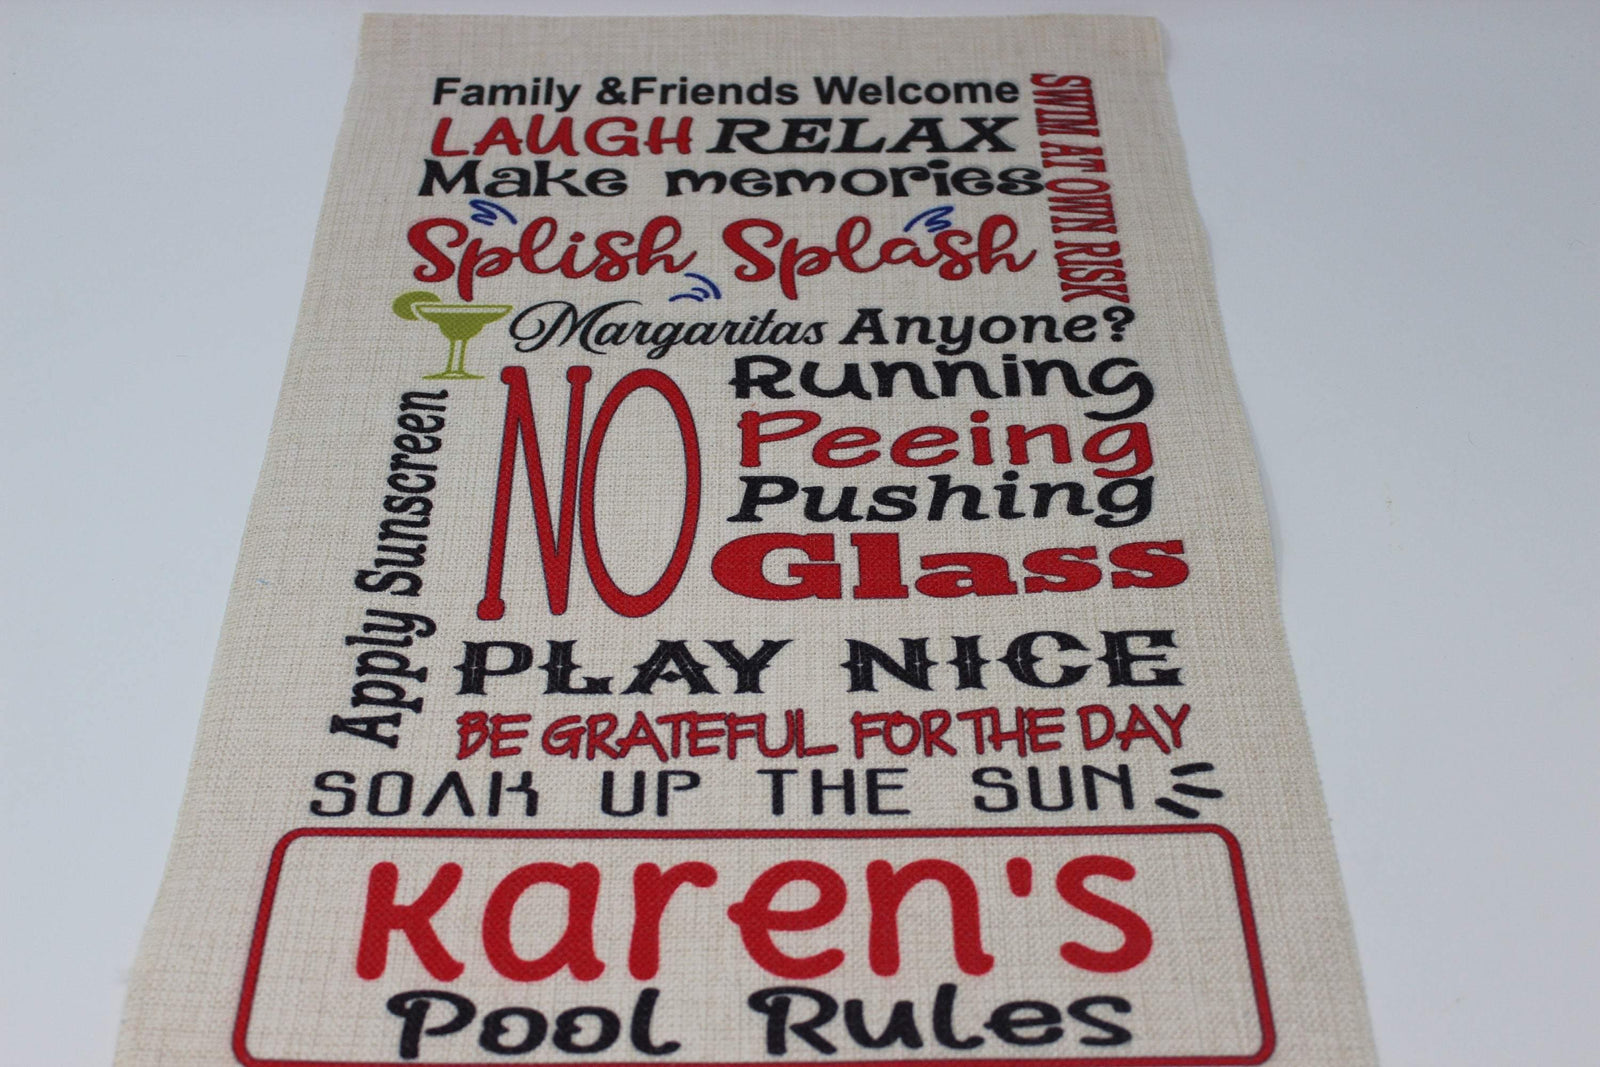 Family &Friends Welcome
LAUGH RELAX
Make memories
SWIM AT OWN RISK
Splish Splash
Margaritas Anyone?
NO
Running
Peeing
Pushing
Glass
Apply Sunscreen
PLAY NICE
BE GRATEFUL FOR THE DAY
SOAK UP THE SUN
Karen's
Pool Rules